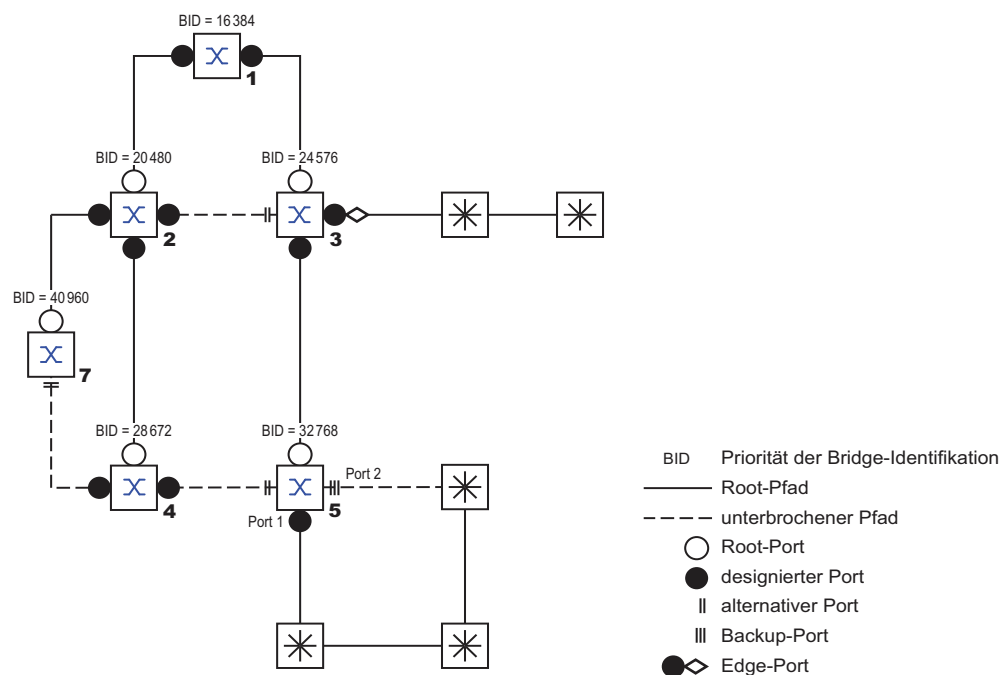 BID = 16 384
1
BID = 20 480
BID = 24 576
2
3
BID = 40 960
7
BID = 28 672
BID = 32 768
Port 2
4
5
Port 1
BID Priorität der Bridge-Identifikation
Root-Pfad
unterbrochener Pfad
Root-Port
designierter Port
alternativer Port
Backup-Port
Edge-Port